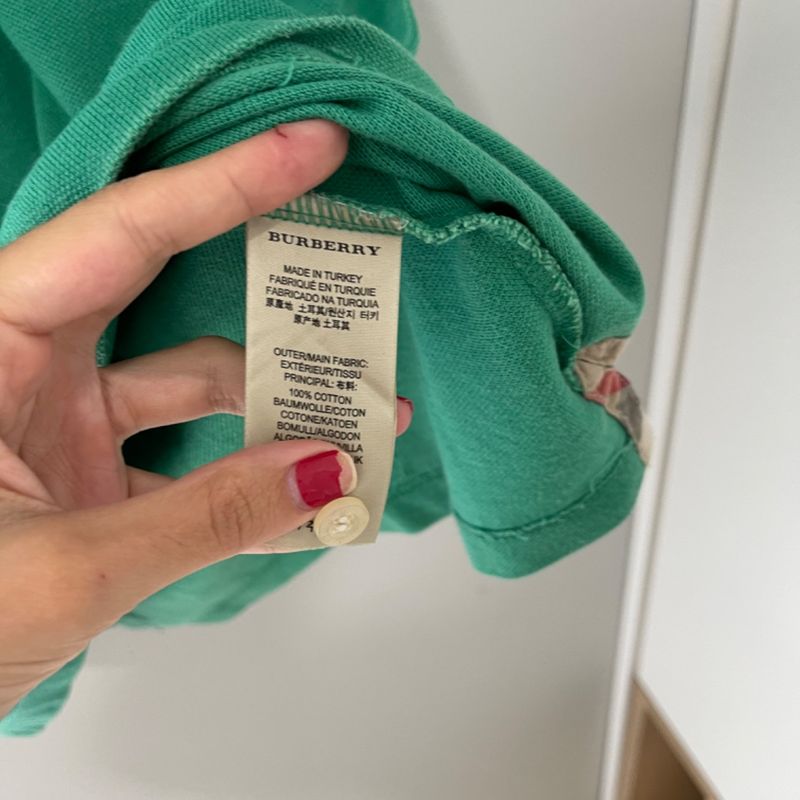 BURBERRY
MADE IN TURKEY
FABRIQUÉ EN TURQUIE
FABRICADO NA TURQUIA
原產地 土耳其/원산지 터키
原产地 土耳其
OUTER/MAIN FABRIC:
EXTÉRIEUR/TISSU
PRINCIPAL: 布料:
100% COTTON
BAUMWOLLE/COTON
COTONE/KATOEN
BOMULL/ALGODON